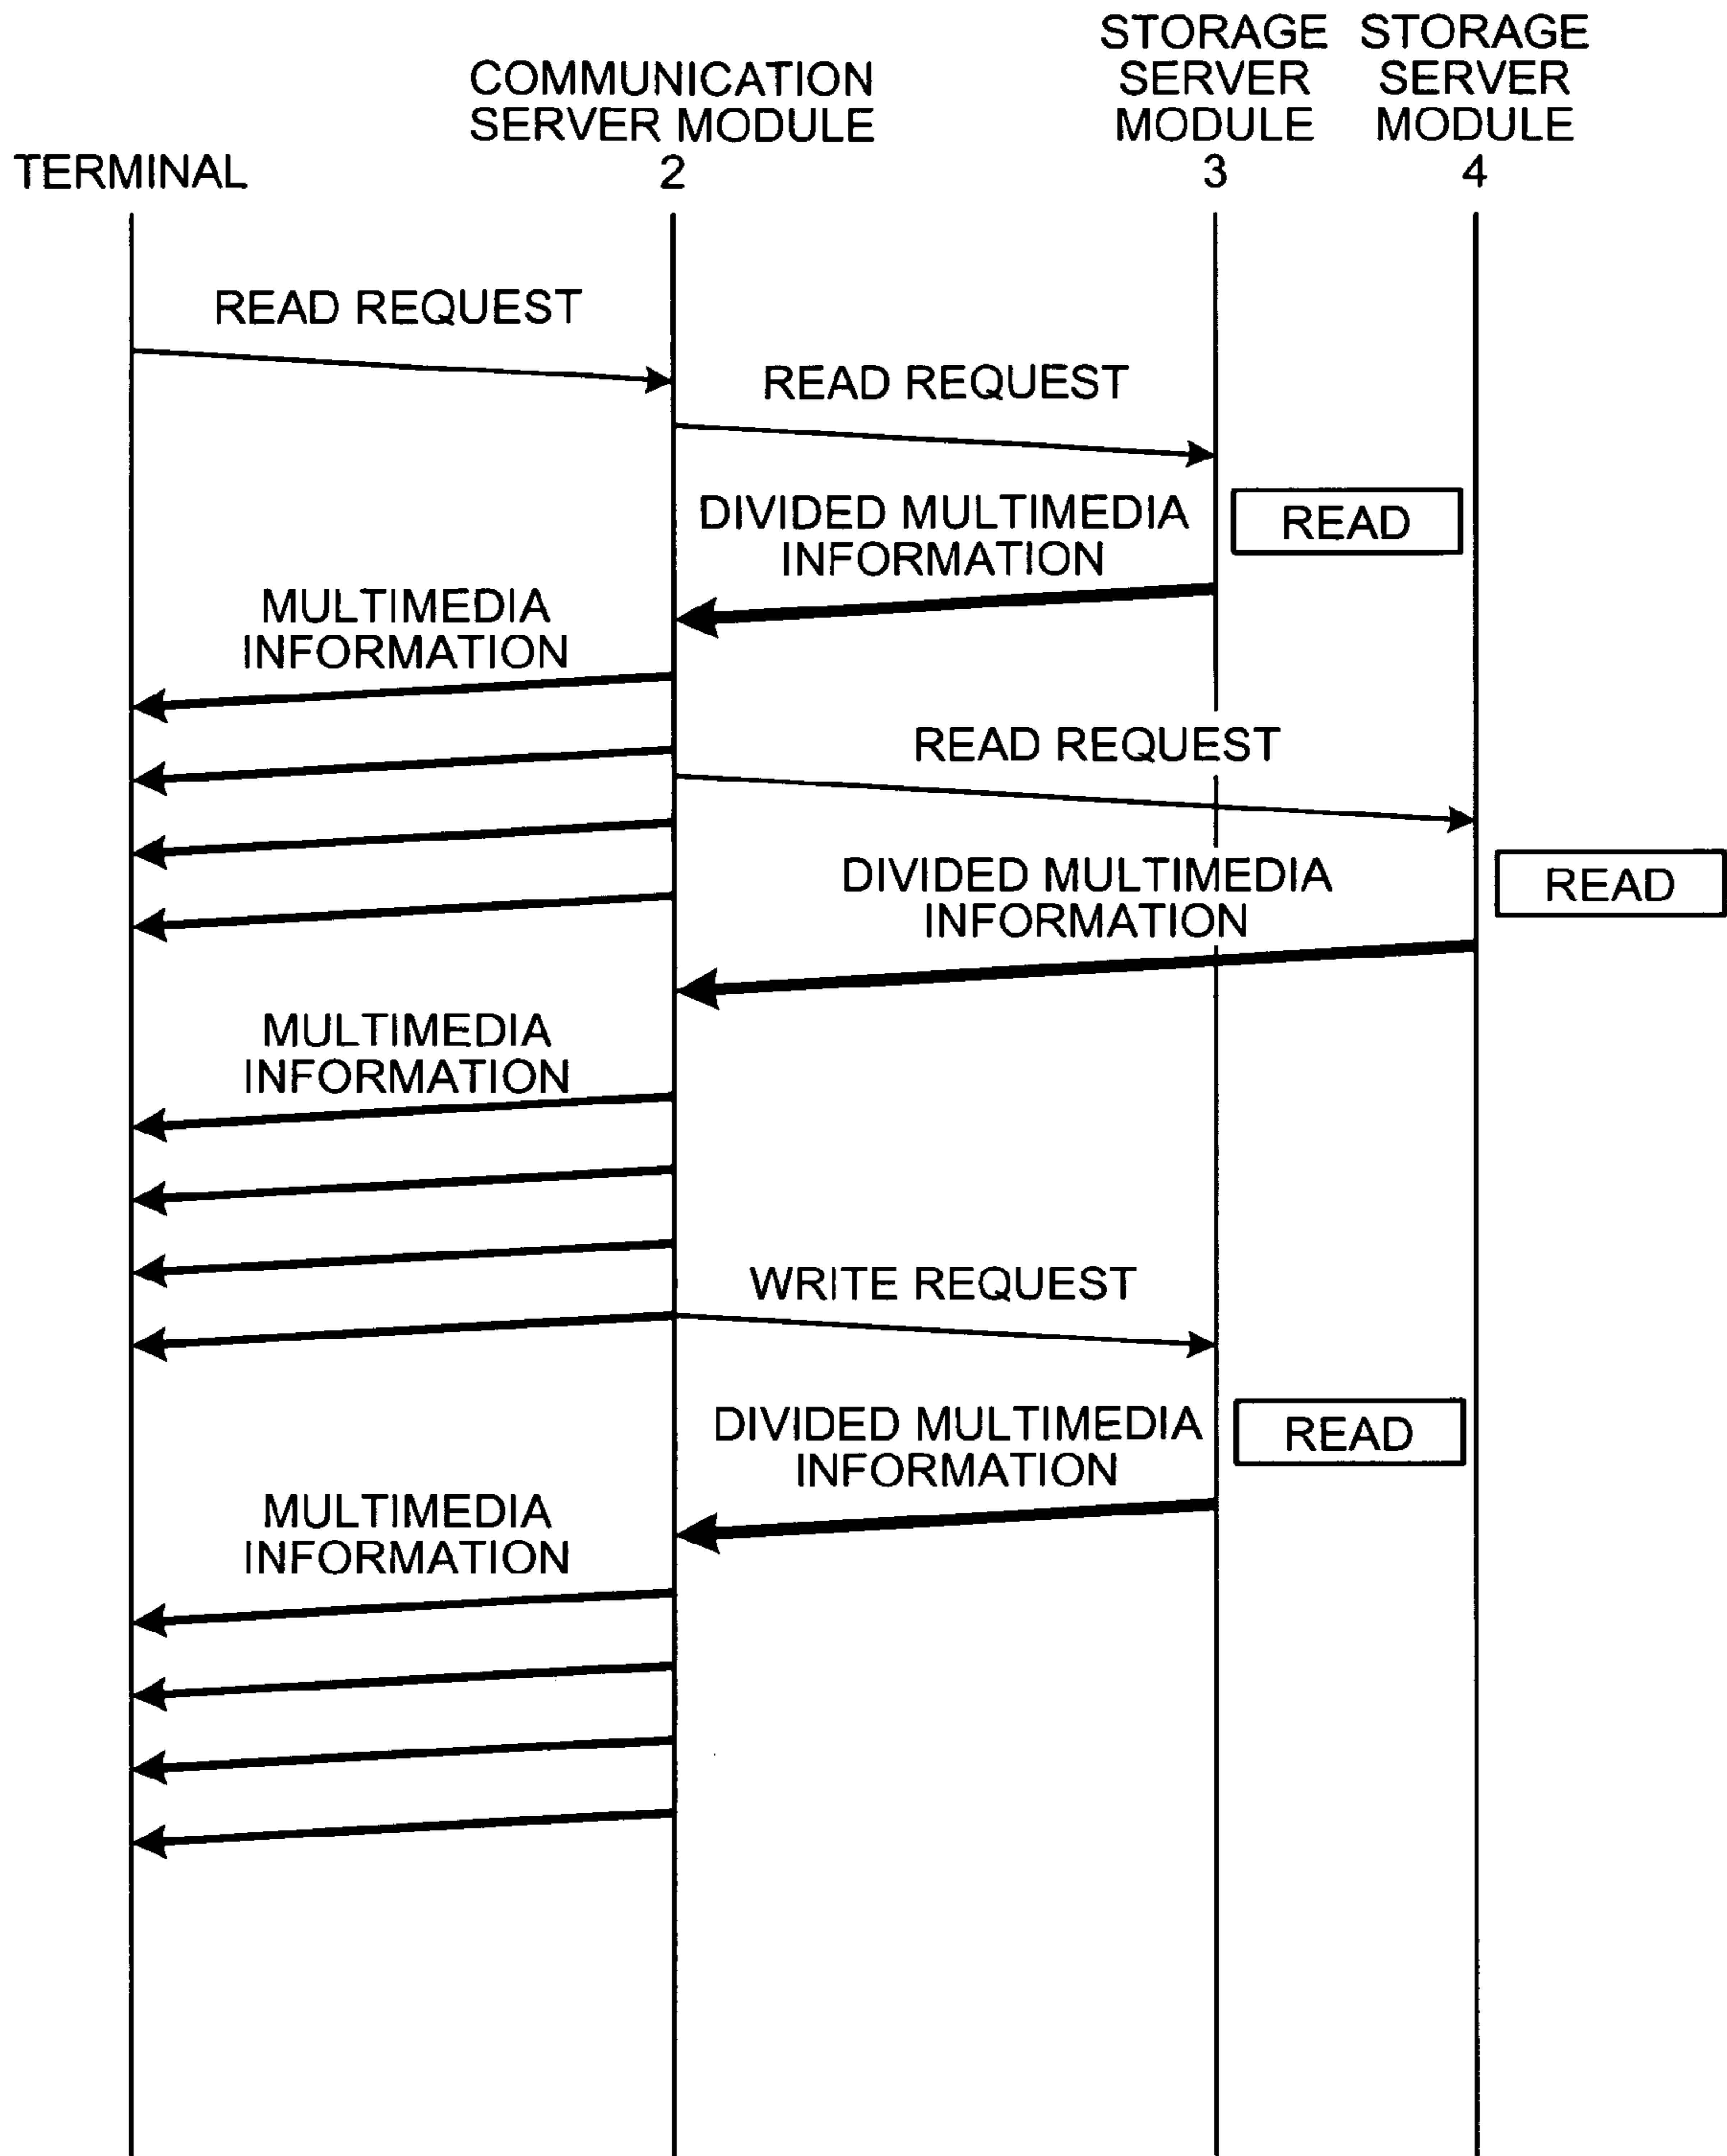 TERMINAL
COMMUNICATION
SERVER MODULE
2
STORAGE
SERVER
MODULE
3
STORAGE
SERVER
MODULE
4
READ REQUEST
READ REQUEST
DIVIDED MULTIMEDIA
INFORMATION
READ
MULTIMEDIA
INFORMATION
READ REQUEST
DIVIDED MULTIMEDIA
INFORMATION
READ
MULTIMEDIA
INFORMATION
WRITE REQUEST
DIVIDED MULTIMEDIA
INFORMATION
READ
MULTIMEDIA
INFORMATION